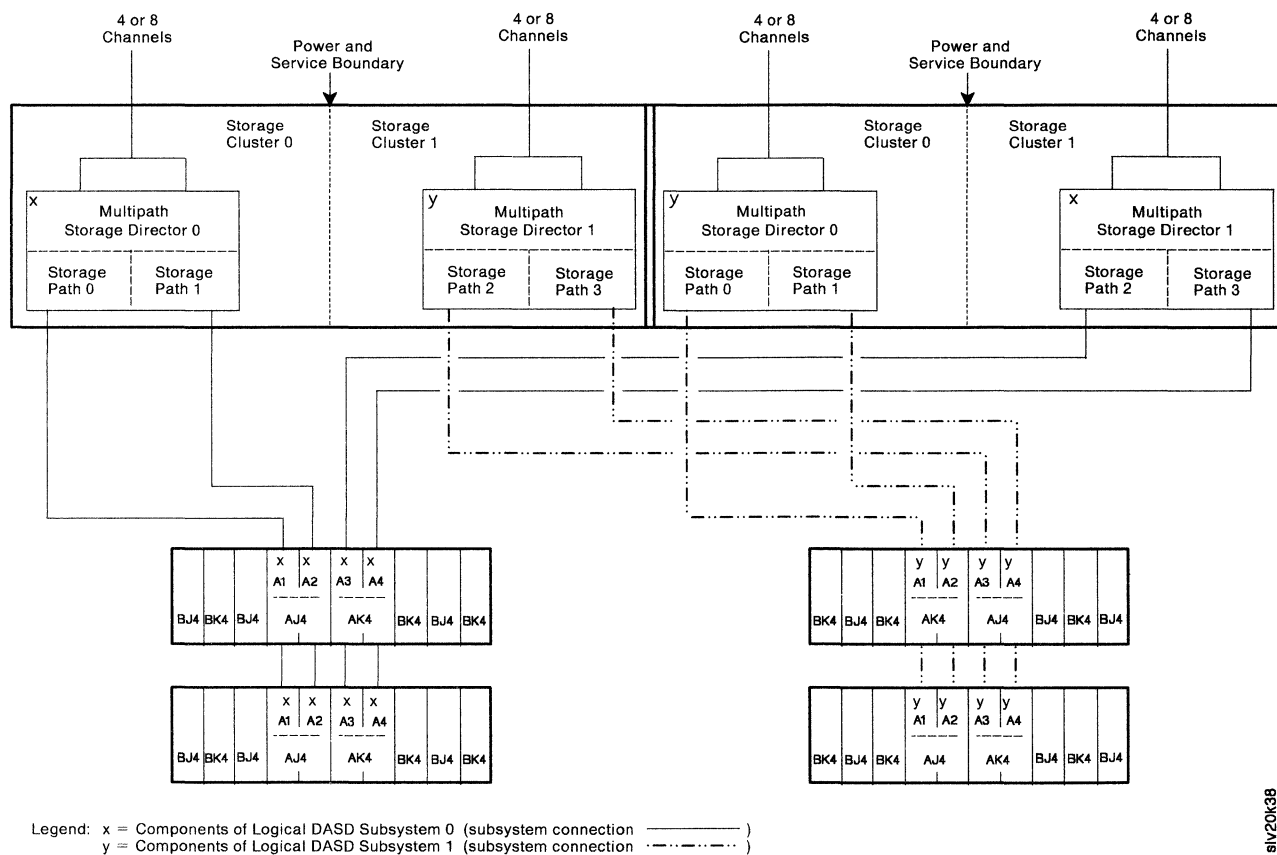 4 or 8
Channels
Power and
Service Boundary
4 or 8
Channels
4 or 8
Channels
Power and
Service Boundary
4 or 8
Channels
Storage
Cluster 0
Storage
Cluster 1
Storage
Cluster 0
Storage
Cluster 1
x
Multipath
Storage Director 0
Storage
Path 0
Storage
Path 1
y
Multipath
Storage Director 1
Storage
Path 2
Storage
Path 3
y
Multipath
Storage Director 0
Storage
Path 0
Storage
Path 1
x
Multipath
Storage Director 1
Storage
Path 2
Storage
Path 3
x x x x
A1 A2 A3 A4
BJ4 BK4 BJ4 AJ4 AK4 BK4 BJ4 BK4
y y y y
A1 A2 A3 A4
BK4 BJ4 BK4 AK4 AJ4 BJ4 BK4 BJ4
x x x x
A1 A2 A3 A4
BJ4 BK4 BJ4 AJ4 AK4 BK4 BJ4 BK4
y y y y
A1 A2 A3 A4
BK4 BJ4 BK4 AJ4 AK4 BJ4 BK4 BJ4
Legend: x = Components of Logical DASD Subsystem 0 (subsystem connection )
y = Components of Logical DASD Subsystem 1 (subsystem connection )
slv20k38